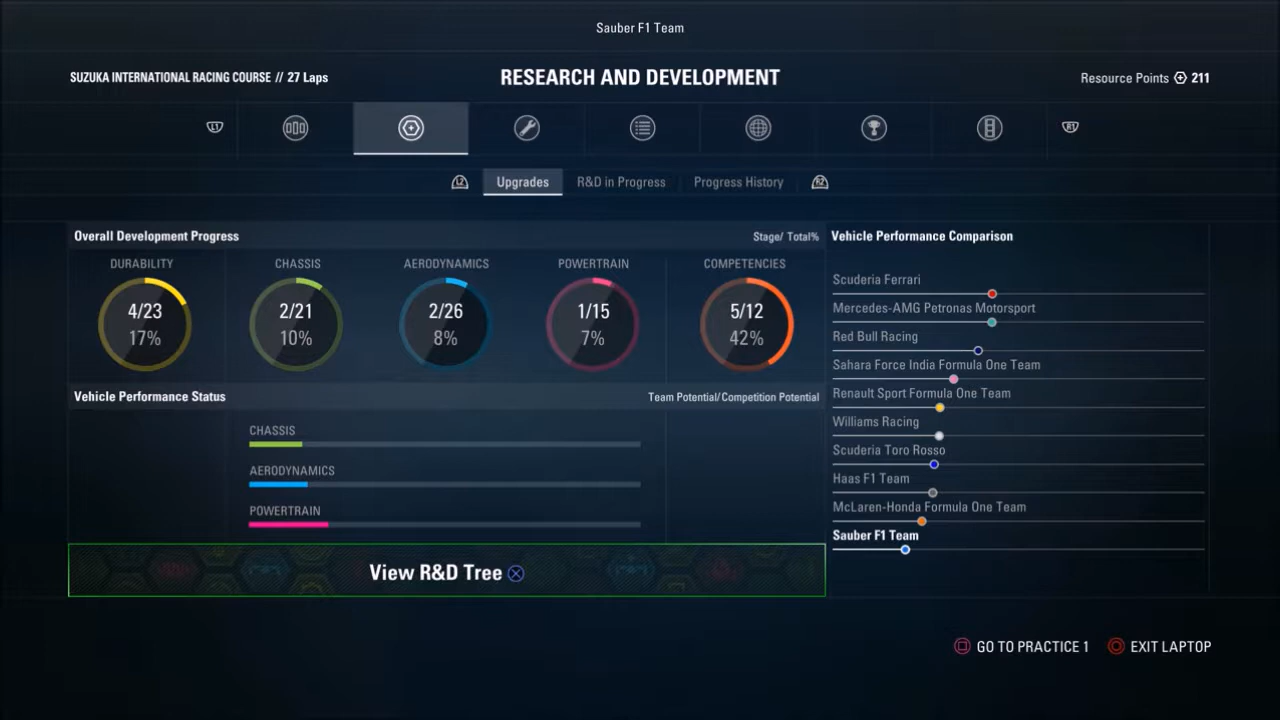 Sauber F1 Team
SUZUKA INTERNATIONAL RACING COURSE // 27 Laps
RESEARCH AND DEVELOPMENT
Resource Points 211
L1
R1
L2
Upgrades
R&D in Progress
Progress History
R2
Overall Development Progress
Stage/ Total%
DURABILITY
CHASSIS
AERODYNAMICS
POWERTRAIN
COMPETENCIES
4/23
2/21
2/26
1/15
5/12
17%
10%
8%
7%
42%
Vehicle Performance Status
Team Potential/Competition Potential
CHASSIS
AERODYNAMICS
POWERTRAIN
View R&D Tree
Vehicle Performance Comparison
Scuderia Ferrari
Mercedes-AMG Petronas Motorsport
Red Bull Racing
Sahara Force India Formula One Team
Renault Sport Formula One Team
Williams Racing
Scuderia Toro Rosso
Haas F1 Team
McLaren-Honda Formula One Team
Sauber F1 Team
GO TO PRACTICE 1
EXIT LAPTOP